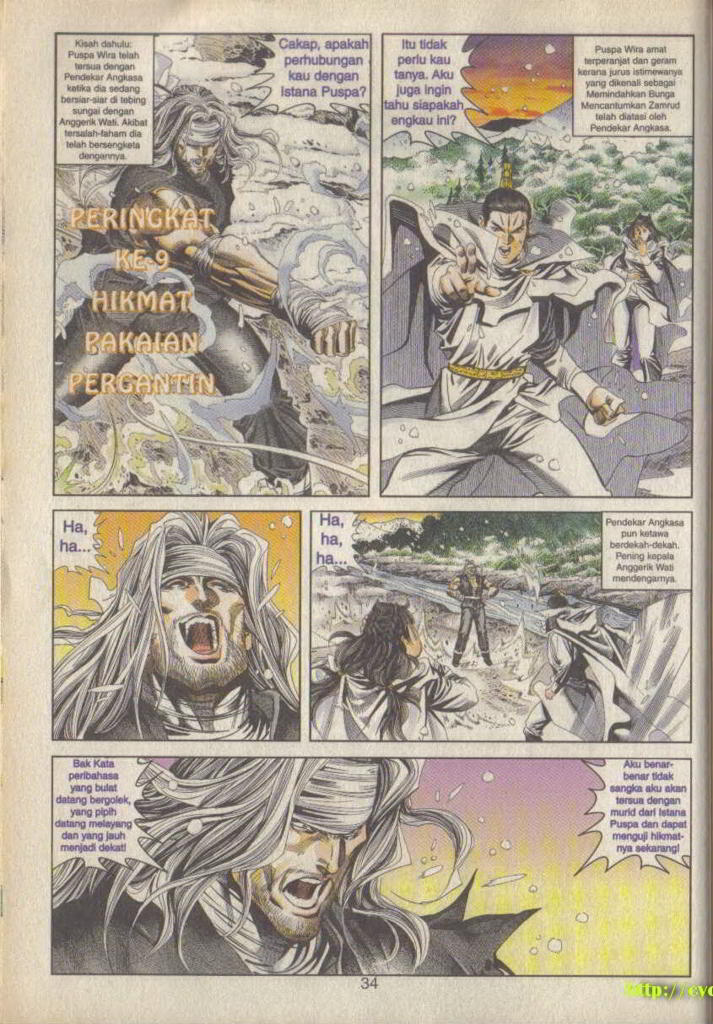 Kisah dahulu:
Puspa Wira telah
tersua dengan
Pendekar Angkasa
ketika dia sedang
bersiar-siar di tebing
sungai dengan
Anggerik Wati. Akibat
tersalah-faham dia
telah bersengketa
dengannya.
Cakap, apakah
perhubungan
kau dengan
Istana Puspa?
PERINGKAT
KE-9
HIKMAT
PAKAIAN
PERGANTIN
Itu tidak
perlu kau
tanya. Aku
juga ingin
tahu siapakah
engkau ini?
Puspa Wira amat
terperanjat dan geram
kerana jurus istimewanya
yang dikenali sebagai
Memindahkan Bunga
Mencantumkan Zamrud
telah diatasi oleh
Pendekar Angkasa.
Ha,
ha...
Ha,
ha,
ha...
Pendekar Angkasa
pun ketawa
berdekah-dekah.
Pening kepala
Anggerik Wati
mendengarnya.
Bak Kata
peribahasa
yang bulat
datang bergolek,
yang pipih
datang melayang
dan yang jauh
menjadi dekat!
Aku benar-
benar tidak
sangka aku akan
tersua dengan
murid dari Istana
Puspa dan dapat
menguji hikmat-
nya sekarang!
34